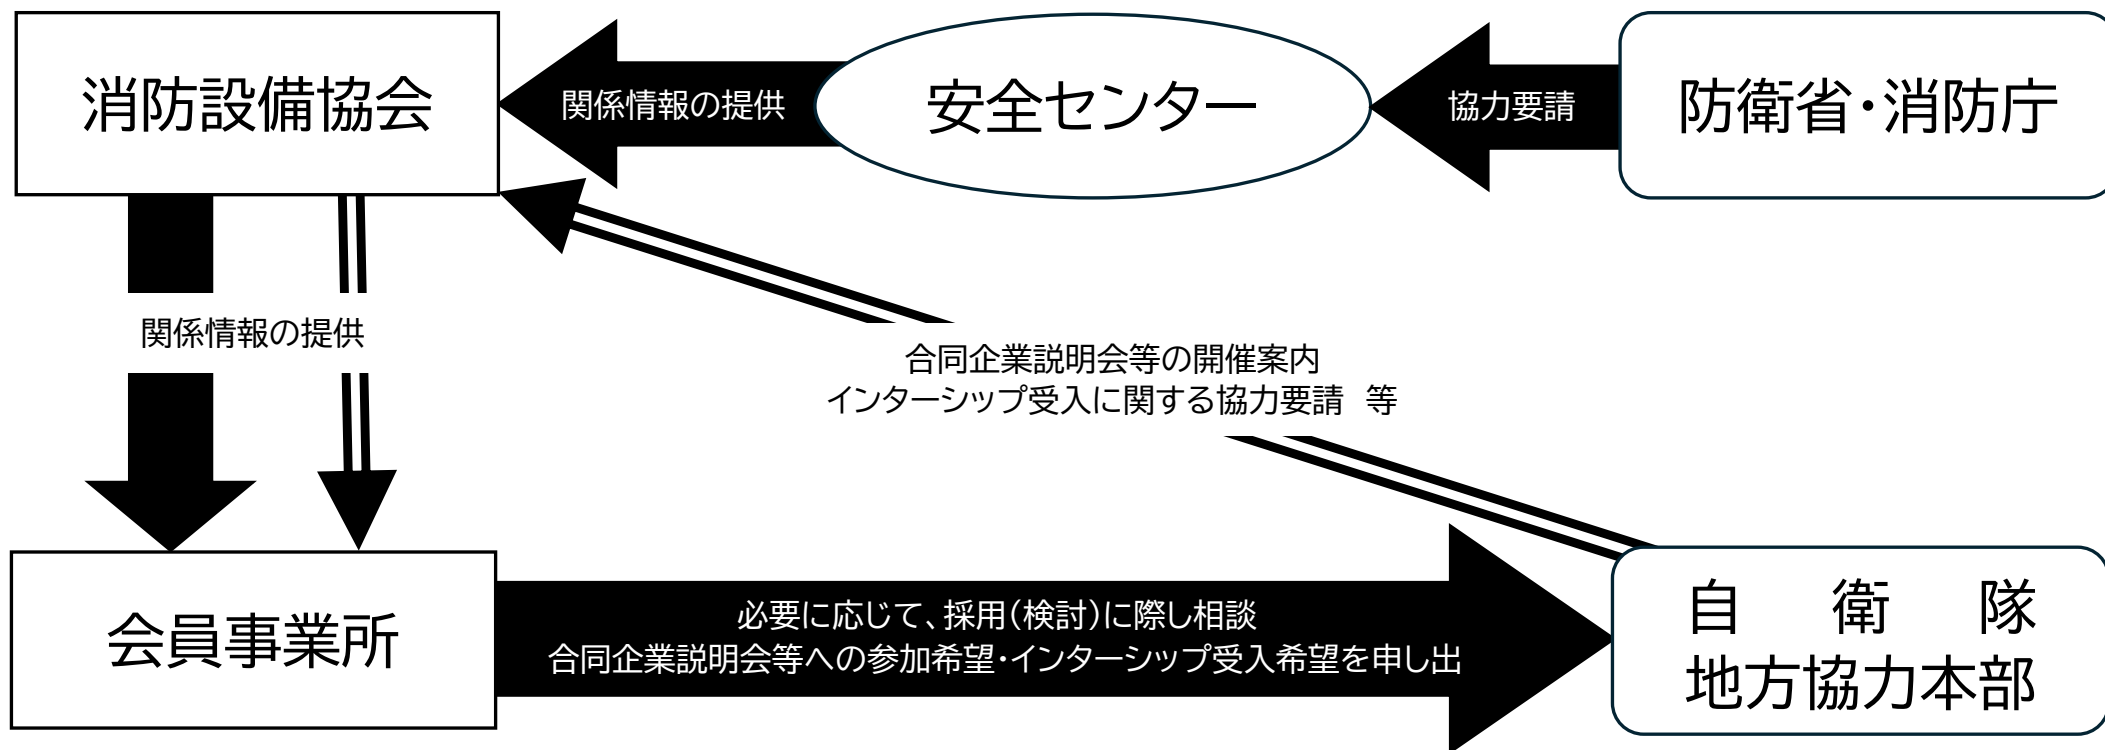 消防設備協会
関係情報の提供
安全センター
協力要請
防衛省・消防庁
関係情報の提供
合同企業説明会等の開催案内
インターシップ受入に関する協力要請　等
会員事業所
必要に応じて、採用（検討）に際し相談
合同企業説明会等への参加希望・インターシップ受入希望を申し出
自　衛　隊
地方協力本部